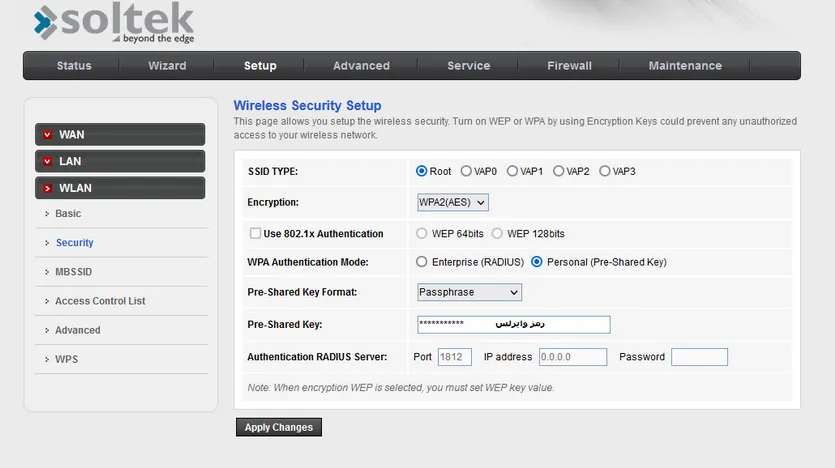 soltek
beyond the edge
Status Wizard Setup Advanced Service Firewall Maintenance
WAN
LAN
WLAN
Basic
Security
MBSSID
Access Control List
Advanced
WPS
Wireless Security Setup
This page allows you setup the wireless security. Turn on WEP or WPA by using Encryption Keys could prevent any unauthorized
access to your wireless network.
SSID TYPE: Root VAP0 VAP1 VAP2 VAP3
Encryption: WPA2(AES)
Use 802.1x Authentication WEP 64bits WEP 128bits
WPA Authentication Mode: Enterprise (RADIUS) Personal (Pre-Shared Key)
Pre-Shared Key Format: Passphrase
Pre-Shared Key: *********** رمز وایرلس
Authentication RADIUS Server: Port 1812 IP address 0.0.0.0 Password
Note: When encryption WEP is selected, you must set WEP key value.
Apply Changes